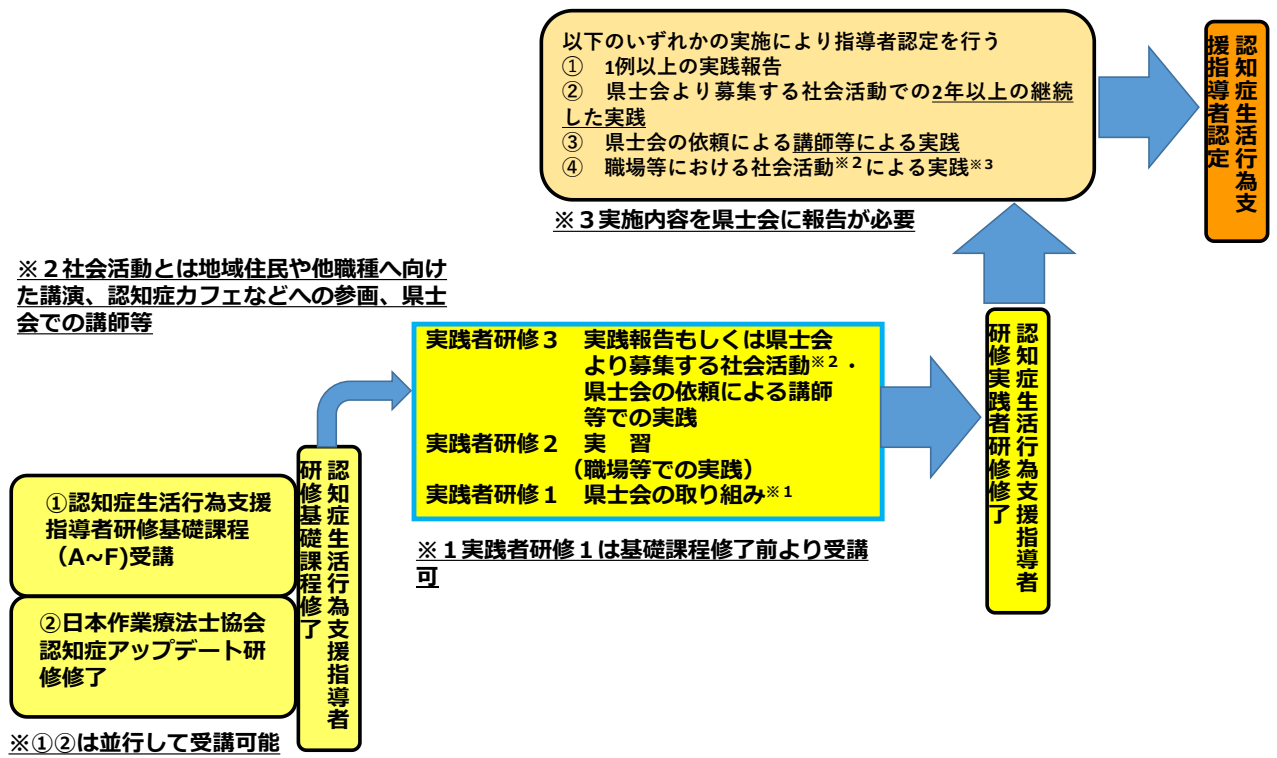 以下のいずれかの実施により指導者認定を行う
① 1例以上の実践報告
② 県士会より募集する社会活動での2年以上の継続
した実践
③ 県士会の依頼による講師等による実践
④ 職場等における社会活動※2による実践※3
※3実施内容を県士会に報告が必要
認知症生活行為支
援指導者認定
※2社会活動とは地域住民や他職種へ向け
た講演、認知症カフェなどへの参画、県士
会での講師等
実践者研修3 実践報告もしくは県士会
より募集する社会活動※2・
県士会の依頼による講師
等での実践
実践者研修2 実 習
(職場等での実践)
実践者研修1 県士会の取り組み※1
※1実践者研修1は基礎課程修了前より受講
可
認知症生活行為支援指導者
研修実践者研修修了
①認知症生活行為支援
指導者研修基礎課程
(A~F)受講
②日本作業療法士協会
認知症アップデート研
修修了
認知症生活行為支援指導者
研修基礎課程修了
※①②は並行して受講可能